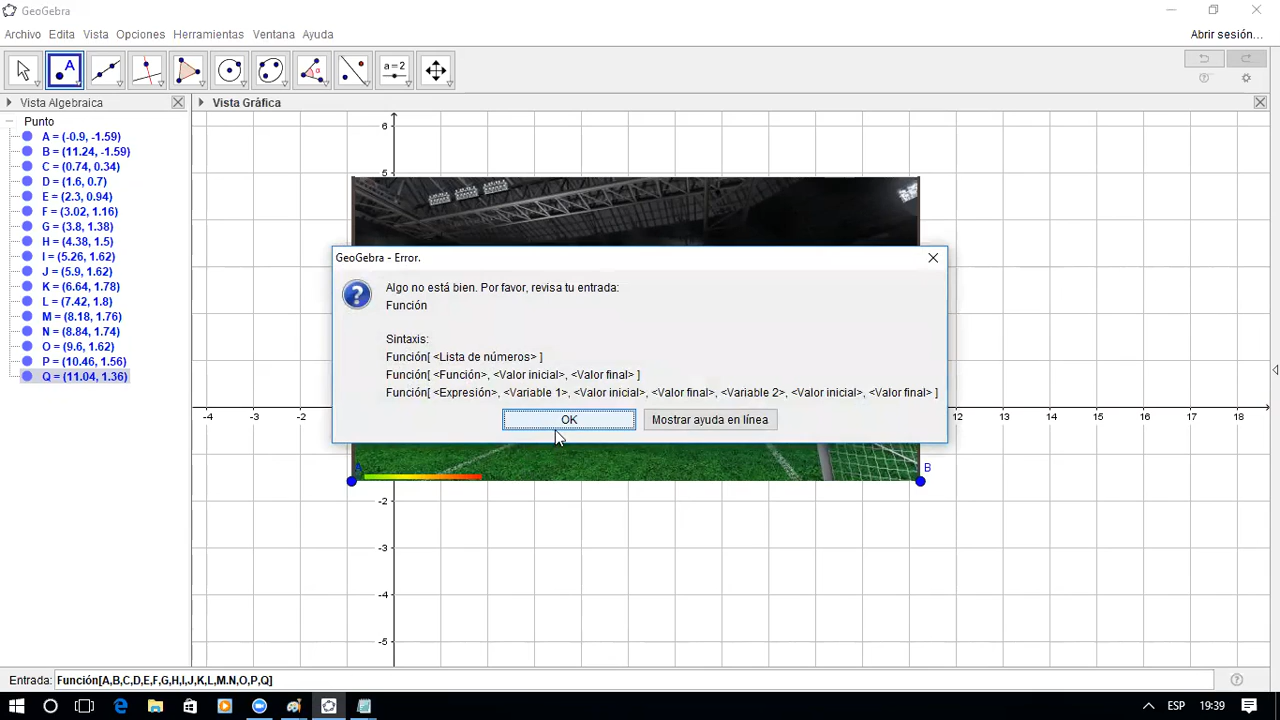 GeoGebra
Archivo Edita Vista Opciones Herramientas Ventana Ayuda
Abrir sesión...
A
a=2
Vista Algebraica
Vista Gráfica
Punto
A = (-0.9, -1.59)
B = (11.24, -1.59)
C = (0.74, 0.34)
D = (1.6, 0.7)
E = (2.3, 0.94)
F = (3.02, 1.16)
G = (3.8, 1.38)
H = (4.38, 1.5)
I = (5.26, 1.62)
J = (5.9, 1.62)
K = (6.64, 1.78)
L = (7.42, 1.8)
M = (8.18, 1.76)
N = (8.84, 1.74)
O = (9.6, 1.62)
P = (10.46, 1.56)
Q = (11.04, 1.36)
6
5
GeoGebra - Error.
Algo no está bien. Por favor, revisa tu entrada:
Función
Sintaxis:
Función[ <Lista de números> ]
Función[ <Función>, <Valor inicial>, <Valor final> ]
Función[ <Expresión>, <Variable 1>, <Valor inicial>, <Valor final>, <Variable 2>, <Valor inicial>, <Valor final> ]
OK
Mostrar ayuda en línea
-4 -3 -2 12 13 14 15 16 17 18
A
B
-2
-3
-4
-5
Entrada: Función[A,B,C,D,E,F,G,H,I,J,K,L,M.N,O,P,Q]
ESP 19:39